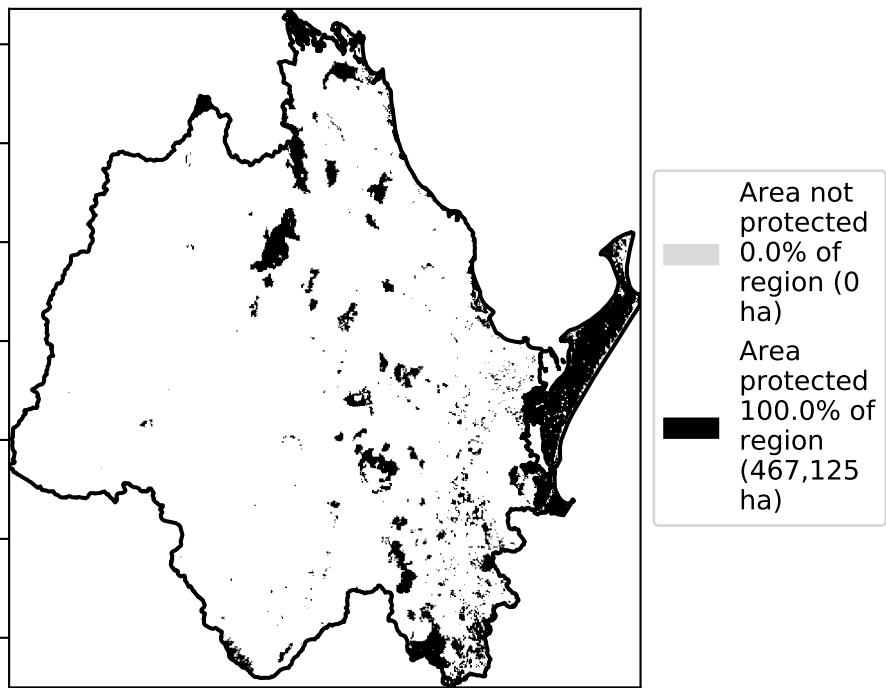 Area not
protected
0.0% of
region (0
ha)
Area
protected
100.0% of
region
(467,125
ha)